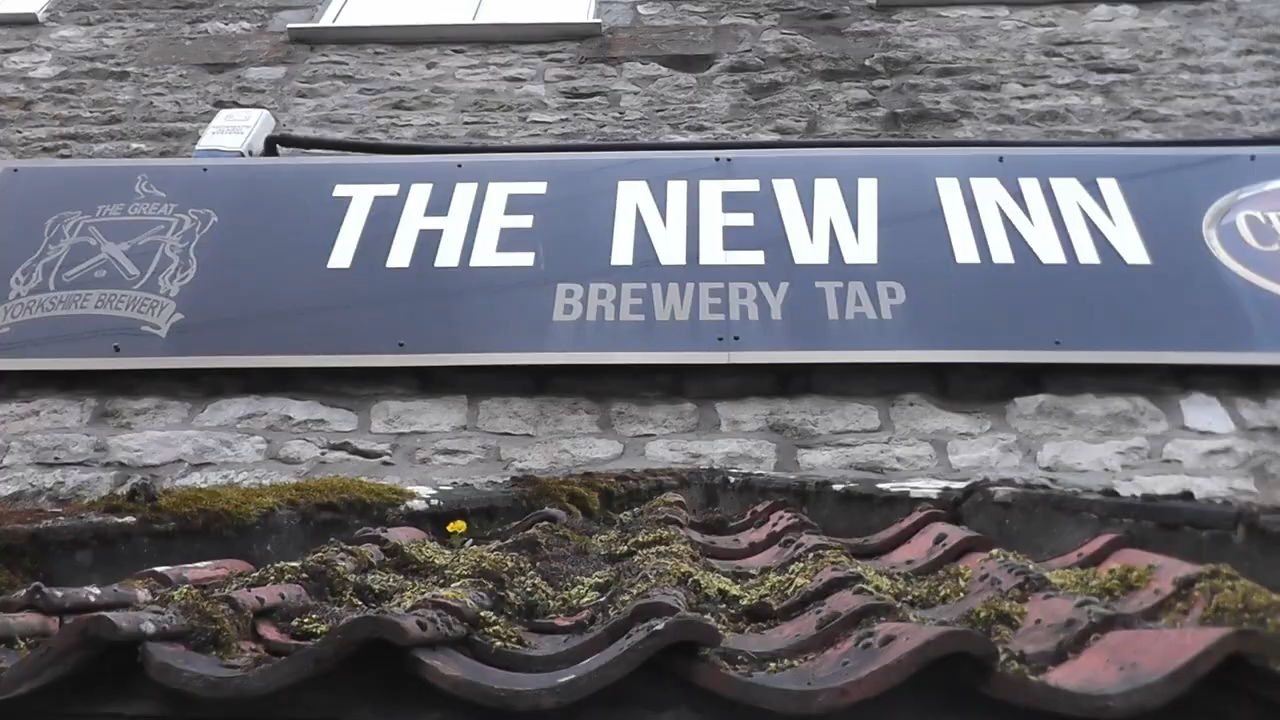 THE GREAT
YORKSHIRE BREWERY
THE NEW INN
BREWERY TAP